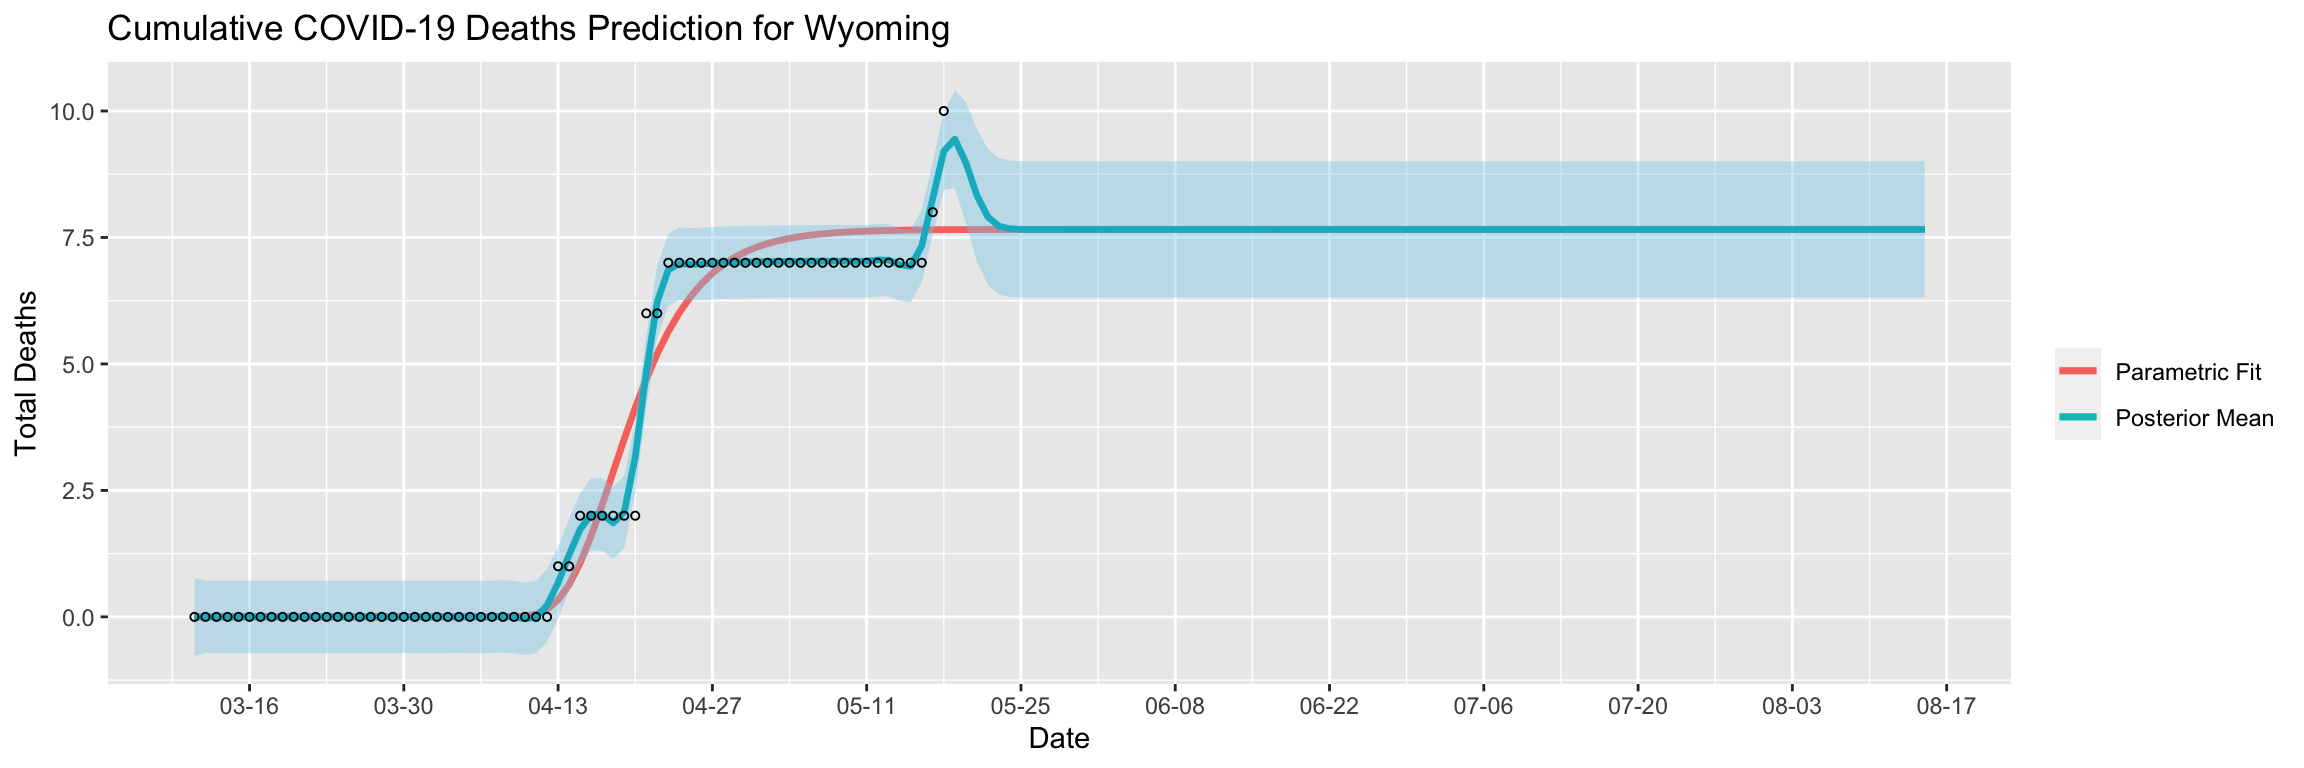 Cumulative COVID-19 Deaths Prediction for Wyoming
10.0
7.5
5.0
2.5
0.0
Total Deaths
03-16 03-30 04-13 04-27 05-11 05-25 06-08 06-22 07-06 07-20 08-03 08-17
Date
Parametric Fit
Posterior Mean